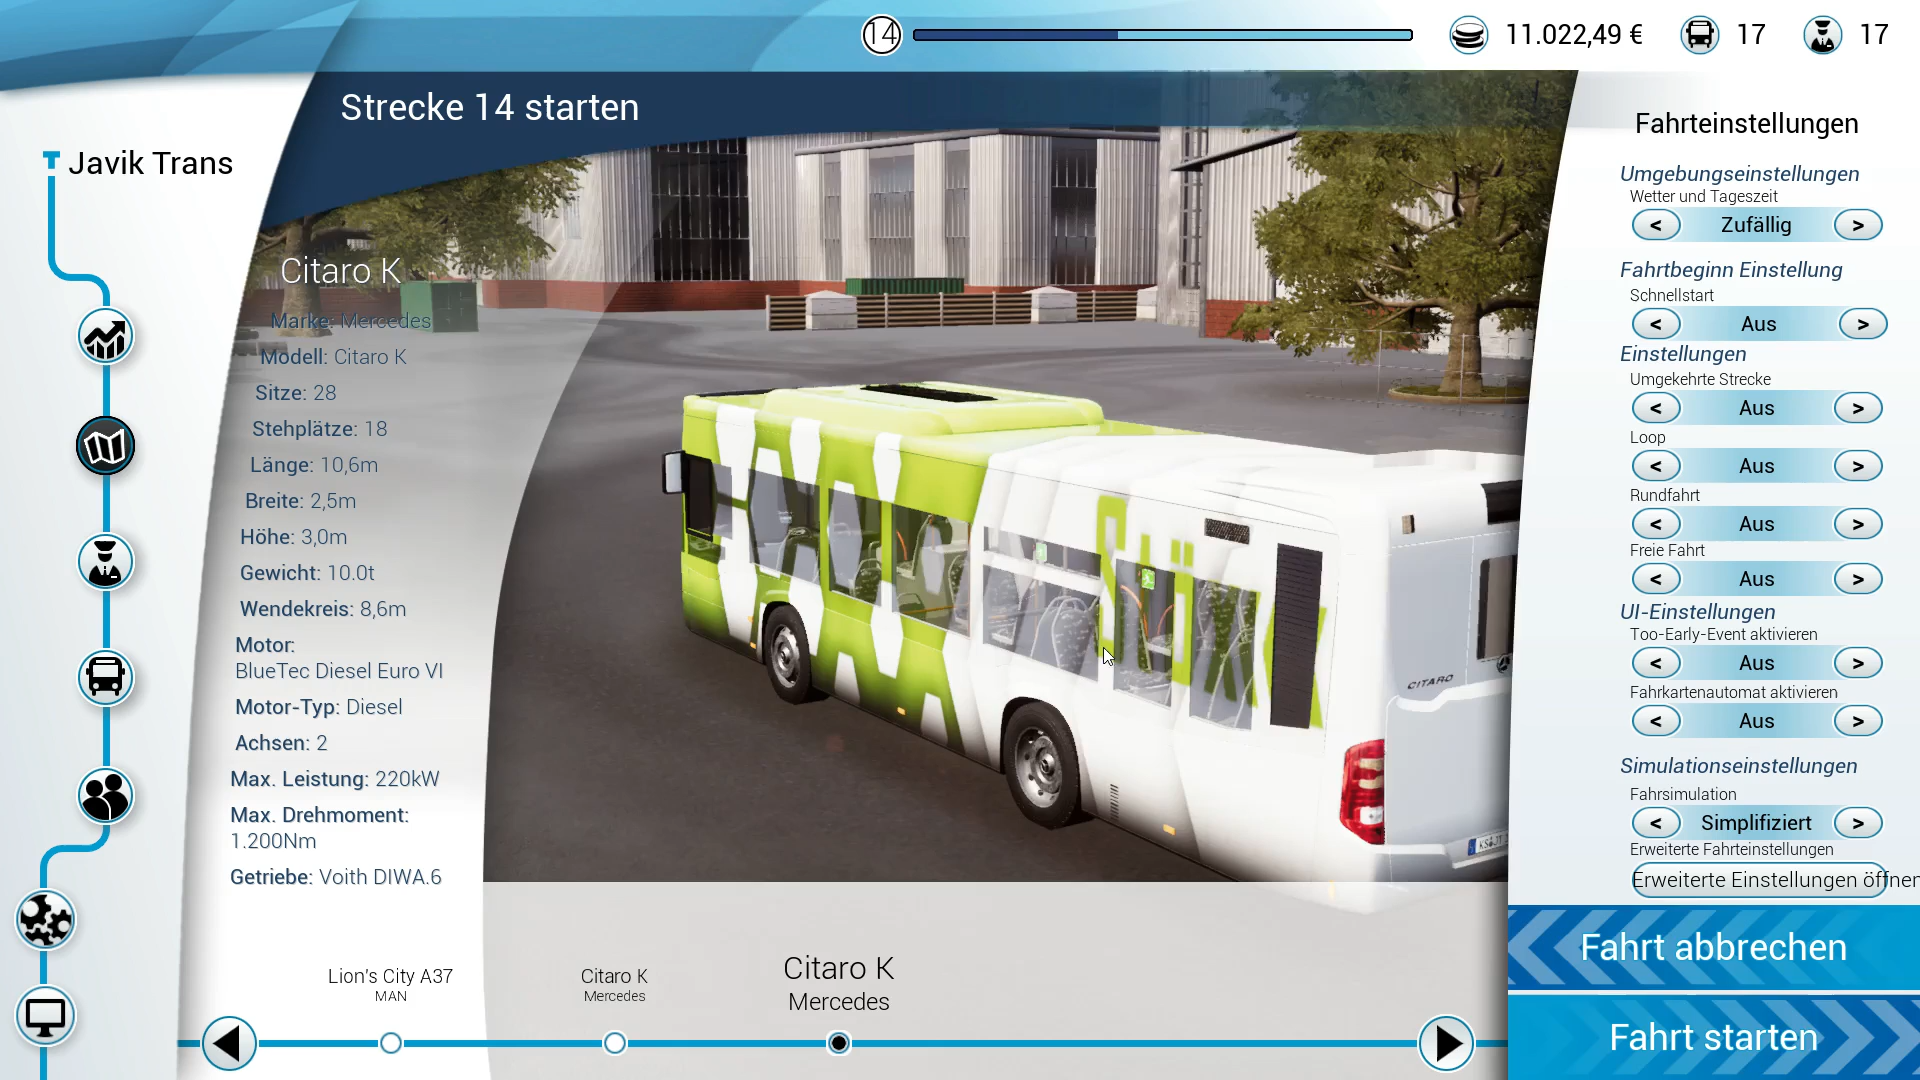 14
11.022,49 €
17
17
Strecke 14 starten
Javik Trans
Citaro K
Marke: Mercedes
Modell: Citaro K
Sitze: 28
Stehplätze: 18
Länge: 10,6m
Breite: 2,5m
Höhe: 3,0m
Gewicht: 10.0t
Wendekreis: 8,6m
Motor:
BlueTec Diesel Euro VI
Motor-Typ: Diesel
Achsen: 2
Max. Leistung: 220kW
Max. Drehmoment:
1.200Nm
Getriebe: Voith DIWA.6
CITARO
Lion's City A37
MAN
Citaro K
Mercedes
Citaro K
Mercedes
Fahrteinstellungen
Umgebungseinstellungen
Wetter und Tageszeit
< Zufällig >
Fahrtbeginn Einstellung
Schnellstart
< Aus >
Einstellungen
Umgekehrte Strecke
< Aus >
Loop
< Aus >
Rundfahrt
< Aus >
Freie Fahrt
< Aus >
UI-Einstellungen
Too-Early-Event aktivieren
< Aus >
Fahrkartenautomat aktivieren
< Aus >
Simulationseinstellungen
Fahrsimulation
< Simplifiziert >
Erweiterte Fahrteinstellungen
Erweiterte Einstellungen öffnen
Fahrt abbrechen
Fahrt starten